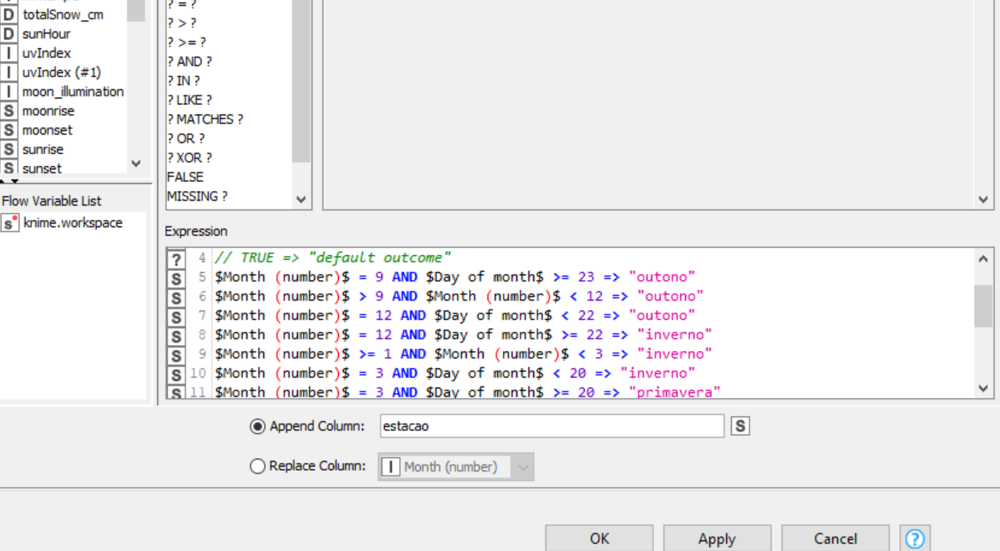 totalSnow_cm
sunHour
uvIndex
uvIndex (#1)
moon_illumination
moonrise
moonset
sunrise
sunset
Flow Variable List
knime.workspace
? = ?
? > ?
? >= ?
? AND ?
? IN ?
? LIKE ?
? MATCHES ?
? OR ?
? XOR ?
FALSE
MISSING ?
Expression
? 4 // TRUE => "default outcome"
S 5 $Month (number)$ = 9 AND $Day of month$ >= 23 => "outono"
S 6 $Month (number)$ > 9 AND $Month (number)$ < 12 => "outono"
S 7 $Month (number)$ = 12 AND $Day of month$ < 22 => "outono"
S 8 $Month (number)$ = 12 AND $Day of month$ >= 22 => "inverno"
S 9 $Month (number)$ >= 1 AND $Month (number)$ < 3 => "inverno"
S 10 $Month (number)$ = 3 AND $Day of month$ < 20 => "inverno"
S 11 $Month (number)$ = 3 AND $Day of month$ >= 20 => "primavera"
Append Column: estacao S
Replace Column: I Month (number)
OK Apply Cancel ?